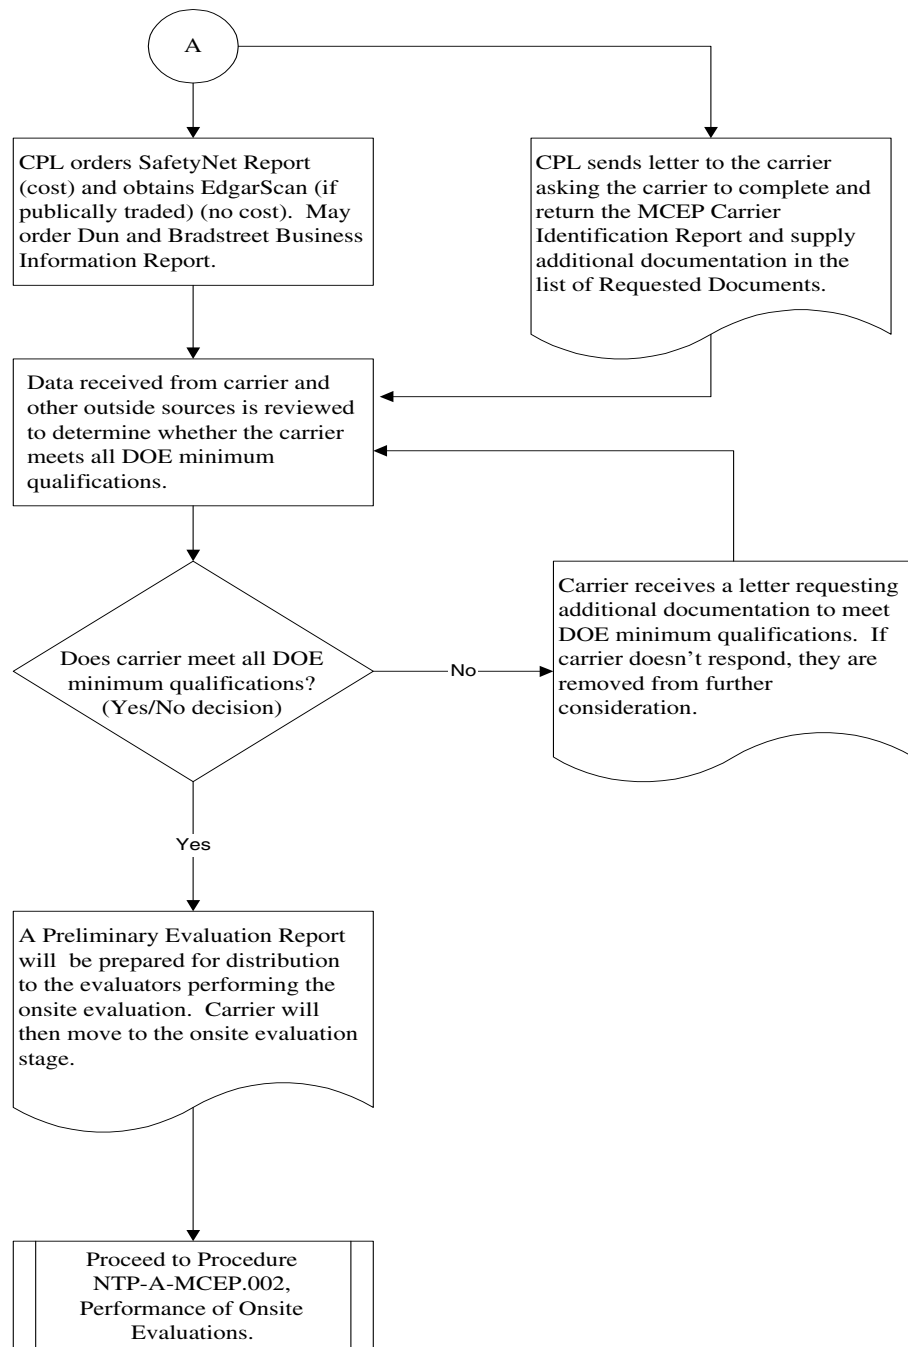 A
CPL orders SafetyNet Report
(cost) and obtains EdgarScan (if
publically traded) (no cost).  May
order Dun and Bradstreet Business
Information Report.
CPL sends letter to the carrier
asking the carrier to complete and
return the MCEP Carrier
Identification Report and supply
additional documentation in the
list of Requested Documents.
Data received from carrier and
other outside sources is reviewed
to determine whether the carrier
meets all DOE minimum
qualifications.
Does carrier meet all DOE
minimum qualifications?
(Yes/No decision)
No
Carrier receives a letter requesting
additional documentation to meet
DOE minimum qualifications.  If
carrier doesn’t respond, they are
removed from further
consideration.
Yes
A Preliminary Evaluation Report
will  be prepared for distribution
to the evaluators performing the
onsite evaluation.  Carrier will
then move to the onsite evaluation
stage.
Proceed to Procedure
NTP-A-MCEP.002,
Performance of Onsite
Evaluations.